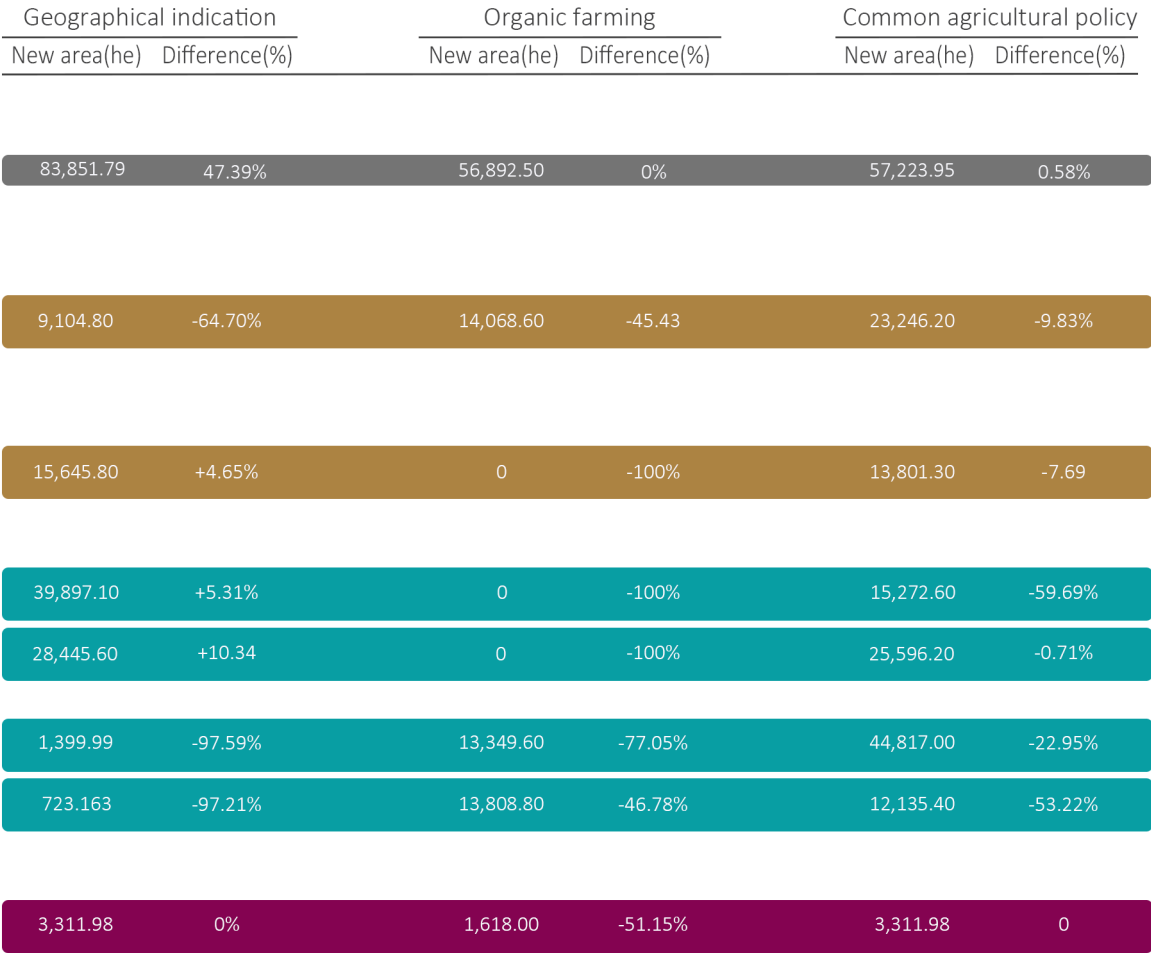 Geographical indication Organic farming Common agricultural policy
New area(he) Difference(%) New area(he) Difference(%) New area(he) Difference(%)
83,851.79 47.39% 56,892.50 0% 57,223.95 0.58%
9,104.80 -64.70% 14,068.60 -45.43 23,246.20 -9.83%
15,645.80 +4.65% 0 -100% 13,801.30 -7.69
39,897.10 +5.31% 0 -100% 15,272.60 -59.69%
28,445.60 +10.34 0 -100% 25,596.20 -0.71%
1,399.99 -97.59% 13,349.60 -77.05% 44,817.00 -22.95%
723.163 -97.21% 13,808.80 -46.78% 12,135.40 -53.22%
3,311.98 0% 1,618.00 -51.15% 3,311.98 0